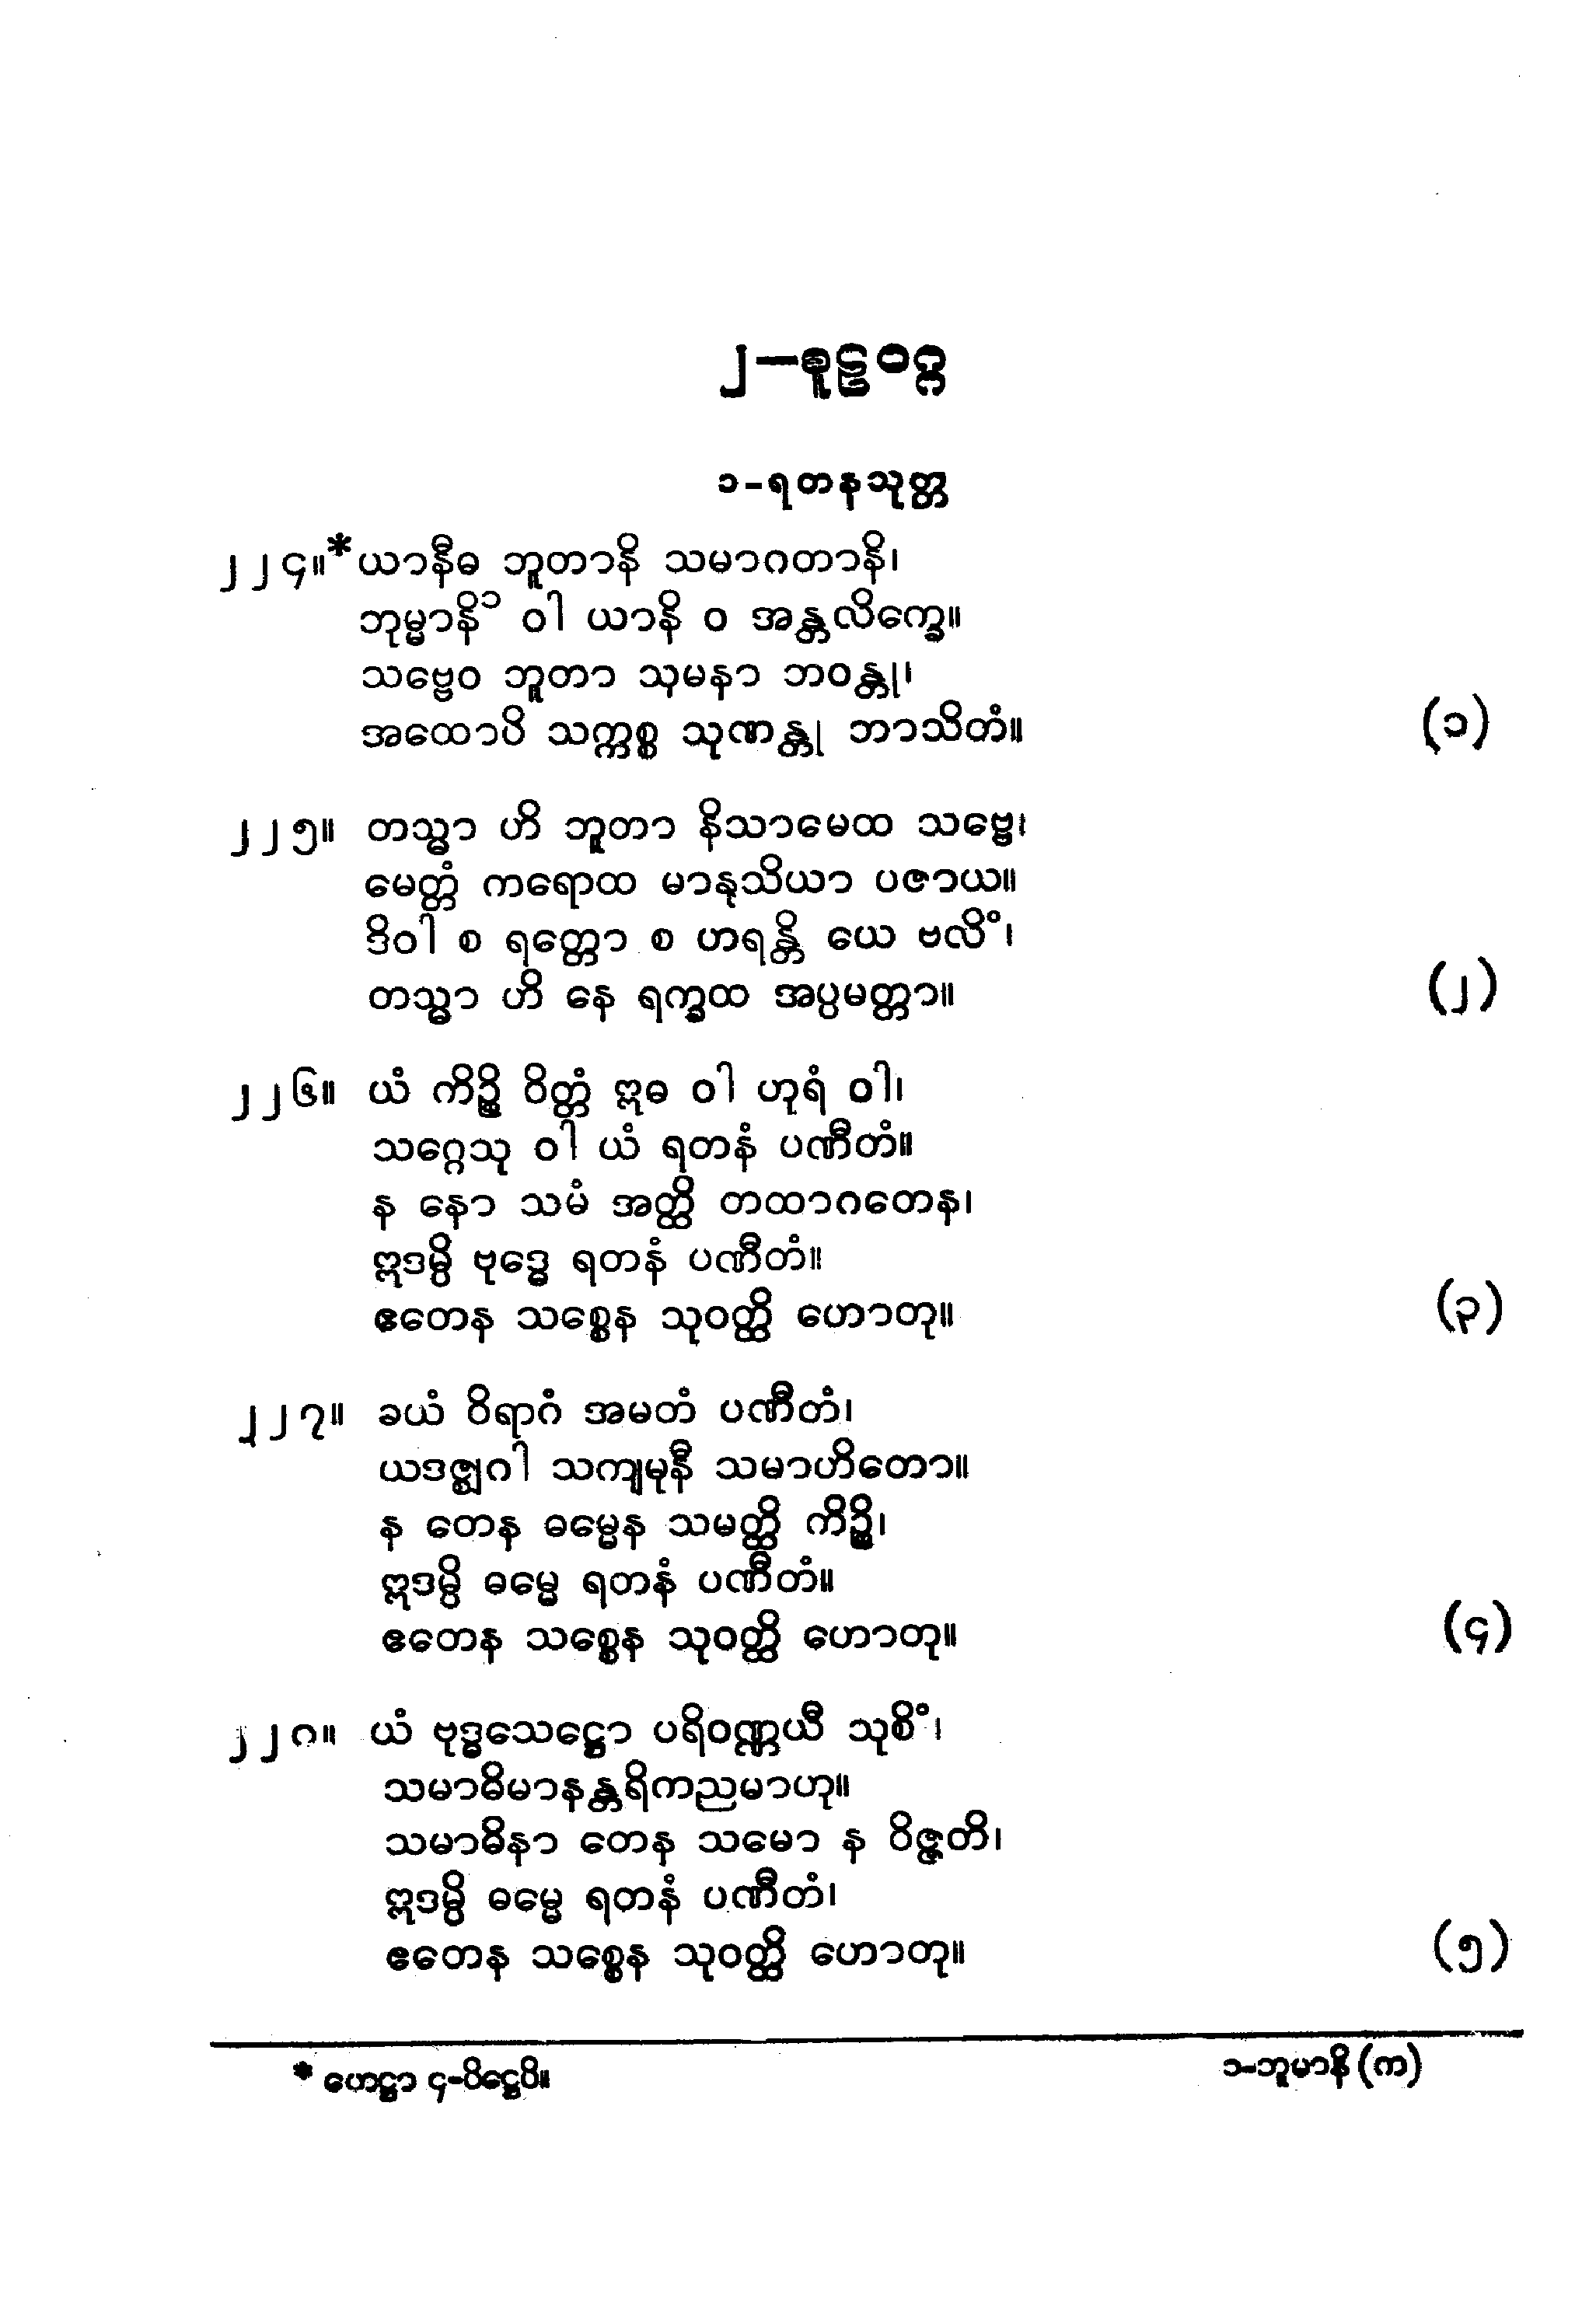 ၂–စူဠဝဂ္ဂ
၁-ရတနသုတ္တ
၂၂၄။* ယာနီဓ ဘူတာနိ သမာဂတာနိ၊
ဘုမ္မာနိ၁ ဝါ ယာနိ ဝ အန္တလိက္ခေ။
သဗ္ဗေဝ ဘူတာ သုမနာ ဘဝန္တု၊
အထောပိ သက္ကစ္စ သုဏန္တု ဘာသိတံ။ (၁)
၂၂၅။ တသ္မာ ဟိ ဘူတာ နိသာမေထ သဗ္ဗေ၊
မေတ္တံ ကရောထ မာနုသိယာ ပဇာယ။
ဒိဝါ စ ရတ္တော စ ဟရန္တိ ယေ ဗလိံ၊
တသ္မာ ဟိ နေ ရက္ခထ အပ္ပမတ္တာ။ (၂)
၂၂၆။ ယံ ကိဉ္စိ ဝိတ္တံ ဣဓ ဝါ ဟုရံ ဝါ၊
သဂ္ဂေသု ဝါ ယံ ရတနံ ပဏီတံ။
န နော သမံ အတ္ထိ တထာဂတေန၊
ဣဒမ္ပိ ဗုဒ္ဓေ ရတနံ ပဏီတံ။
ဧတေန သစ္စေန သုဝတ္ထိ ဟောတု။ (၃)
၂၂၇။ ခယံ ဝိရာဂံ အမတံ ပဏီတံ၊
ယဒဇ္ဈဂါ သကျမုနီ သမာဟိတော။
န တေန ဓမ္မေန သမတ္ထိ ကိဉ္စိ၊
ဣဒမ္ပိ ဓမ္မေ ရတနံ ပဏီတံ။
ဧတေန သစ္စေန သုဝတ္ထိ ဟောတု။ (၄)
၂၂၈။ ယံ ဗုဒ္ဓသေဋ္ဌော ပရိဝဏ္ဏယီ သုစိံ၊
သမာဓိမာနန္တရိကညမာဟု။
သမာဓိနာ တေန သမော န ဝိဇ္ဇတိ၊
ဣဒမ္ပိ ဓမ္မေ ရတနံ ပဏီတံ၊
ဧတေန သစ္စေန သုဝတ္ထိ ဟောတု။ (၅)
* ဟေဋ္ဌာ ၄-ပိဋ္ဌေပိ။ ၁-ဘူမာနိ (က)